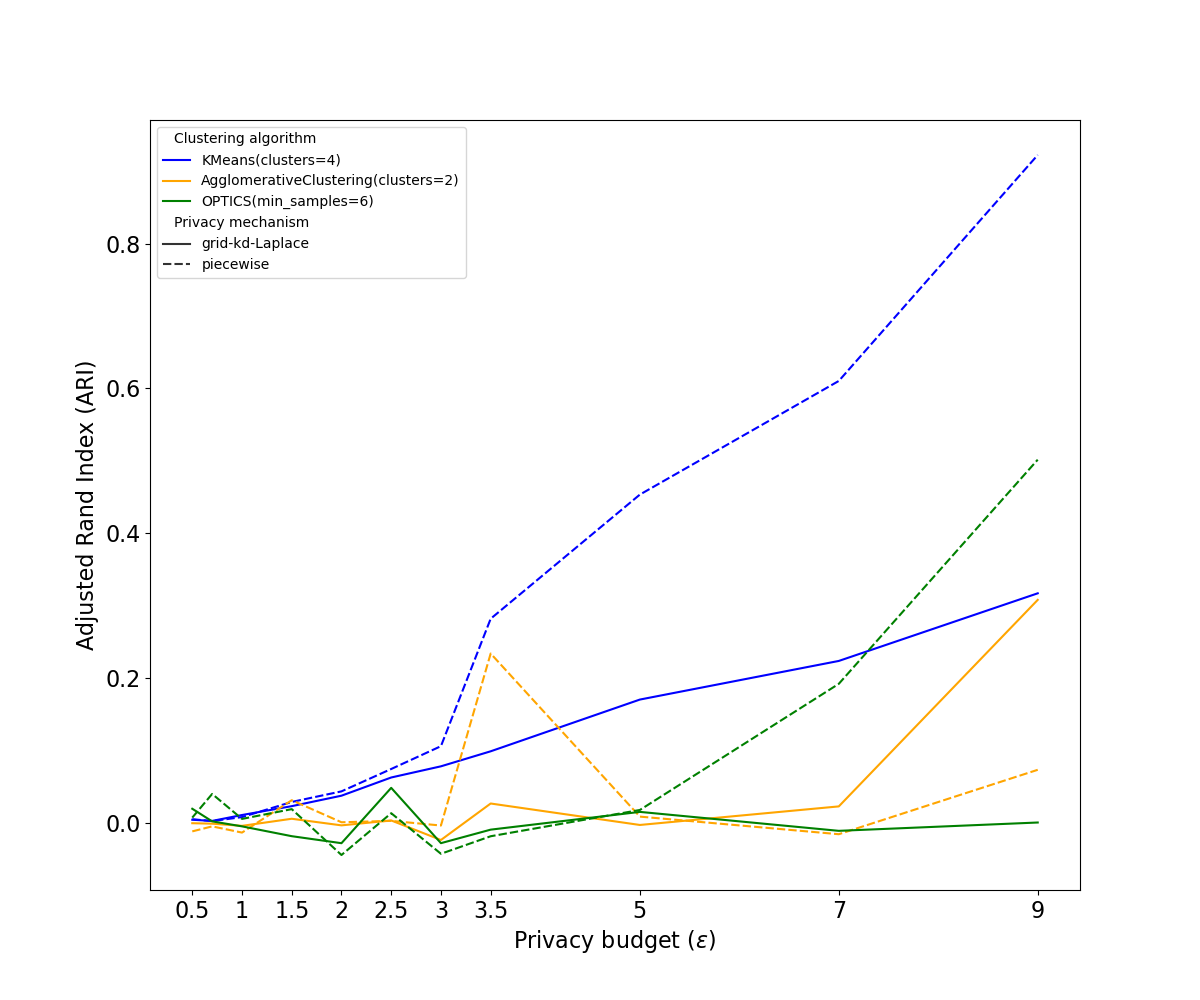 Clustering algorithm
KMeans(clusters=4)
AgglomerativeClustering(clusters=2)
OPTICS(min_samples=6)
Privacy mechanism
grid-kd-Laplace
piecewise
Adjusted Rand Index (ARI)
0.8
0.6
0.4
0.2
0.0
0.5 1 1.5 2 2.5 3 3.5 5 7 9
Privacy budget (ε)